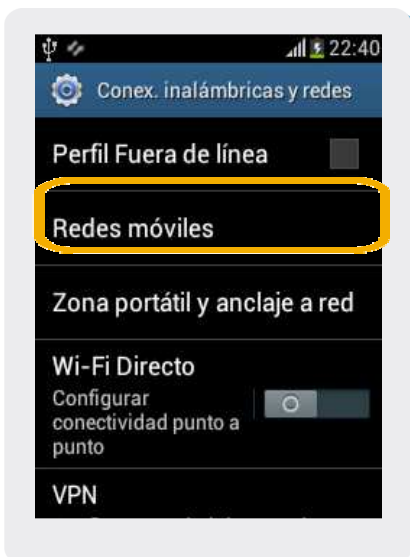 22:40
Conex. inalámbricas y redes
Perfil Fuera de línea
Redes móviles
Zona portátil y anclaje a red
Wi-Fi Directo
Configurar
conectividad punto a
punto
VPN